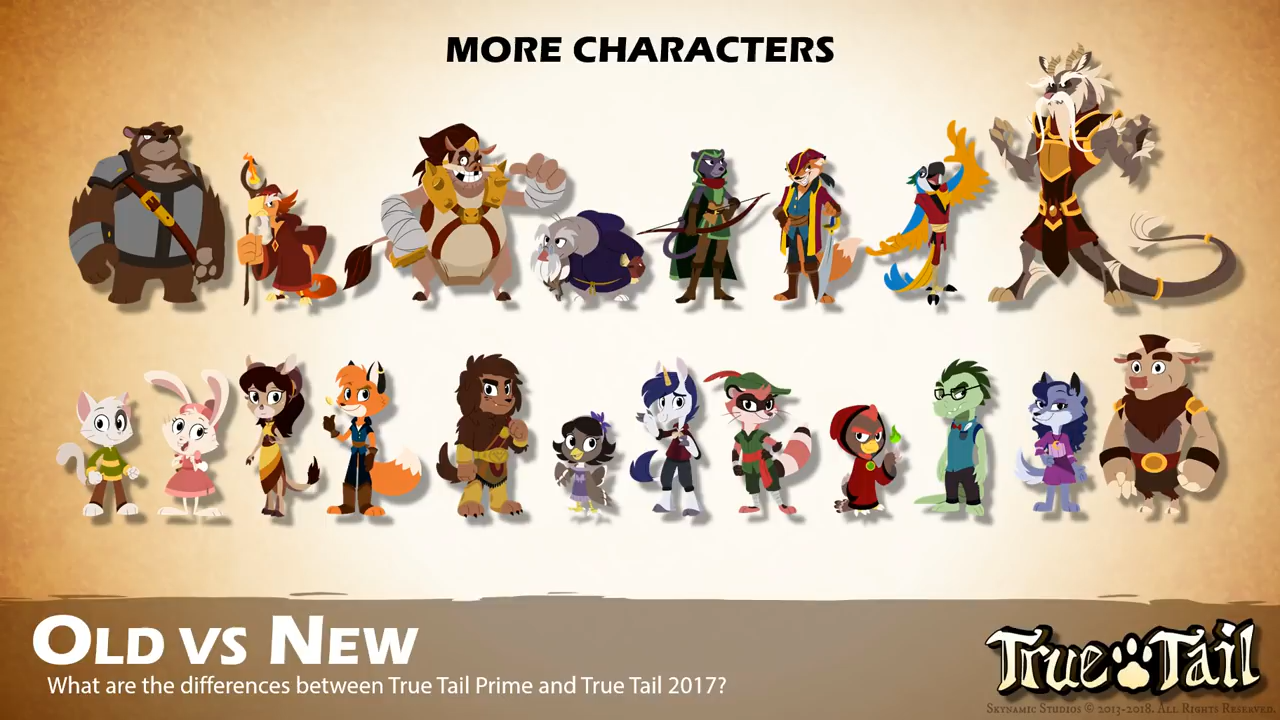 MORE CHARACTERS
OLD VS NEW
What are the differences between True Tail Prime and True Tail 2017?
True Tail
SKYNAMIC STUDIOS © 2013-2018. ALL RIGHTS RESERVED.